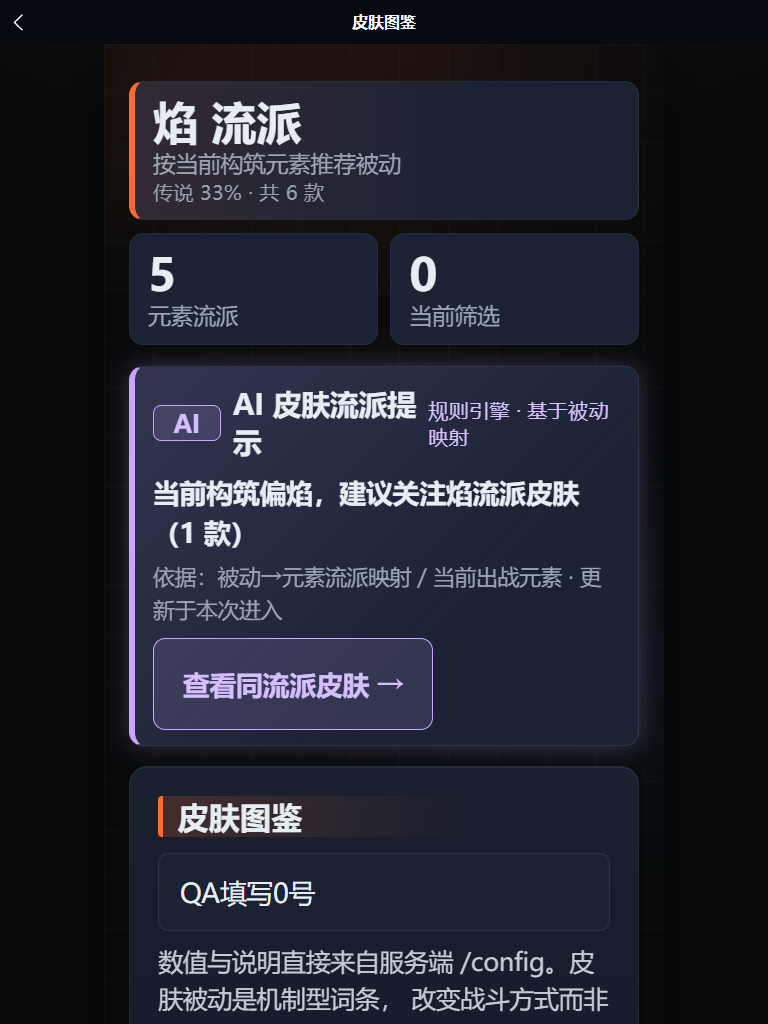 皮肤图鉴
焰 流派
按当前构筑元素推荐被动
传说 33% · 共 6 款
5
元素流派
0
当前筛选
AI
AI 皮肤流派提
示
规则引擎 · 基于被动
映射
当前构筑偏焰，建议关注焰流派皮肤
（1 款）
依据：被动→元素流派映射 / 当前出战元素 · 更
新于本次进入
查看同流派皮肤 →
皮肤图鉴
QA填写0号
数值与说明直接来自服务端 /config。皮
肤被动是机制型词条， 改变战斗方式而非